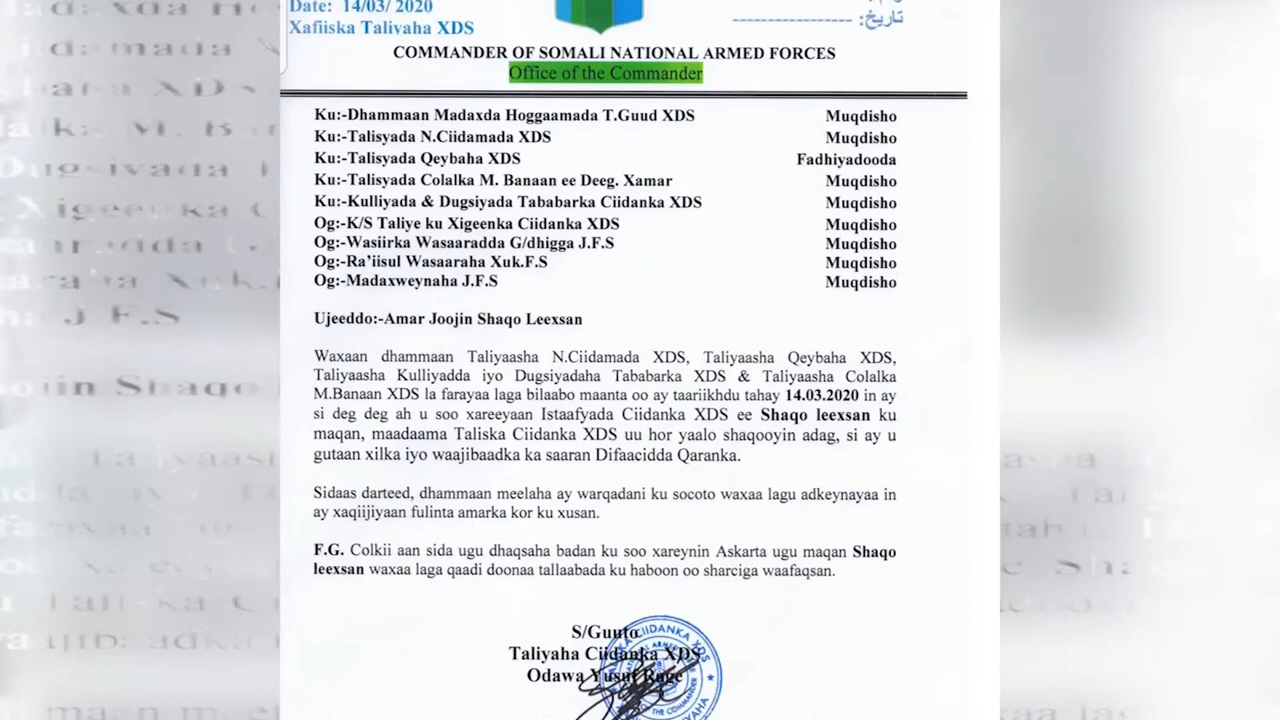 Date: 14/03/ 2020
Xafiiska Talivaha XDS
تاريخ: -----------------
COMMANDER OF SOMALI NATIONAL ARMED FORCES
Office of the Commander
Ku:-Dhammaan Madaxda Hoggaamada T.Guud XDS Muqdisho
Ku:-Talisyada N.Ciidamada XDS Muqdisho
Ku:-Talisyada Qeybaha XDS Fadhiyadooda
Ku:-Talisyada Colalka M. Banaan ee Deeg. Xamar Muqdisho
Ku:-Kulliyada & Dugsiyada Tababarka Ciidanka XDS Muqdisho
Og:-K/S Taliye ku Xigeenka Ciidanka XDS Muqdisho
Og:-Wasiirka Wasaaradda G/dhigga J.F.S Muqdisho
Og:-Ra’iisul Wasaaraha Xuk.F.S Muqdisho
Og:-Madaxweynaha J.F.S Muqdisho
Ujeeddo:-Amar Joojin Shaqo Leexsan
Waxaan dhammaan Taliyaasha N.Ciidamada XDS, Taliyaasha Qeybaha XDS,
Taliyaasha Kulliyadda iyo Dugsiyadaha Tababarka XDS & Taliyaasha Colalka
M.Banaan XDS la farayaa laga bilaabo maanta oo ay taariikhdu tahay 14.03.2020 in ay
si deg deg ah u soo xareeyaan Istaafyada Ciidanka XDS ee Shaqo leexsan ku
maqan, maadaama Taliska Ciidanka XDS uu hor yaalo shaqooyin adag, si ay u
gutaan xilka iyo waajibaadka ka saaran Difaacidda Qaranka.
Sidaas darteed, dhammaan meelaha ay warqadani ku socoto waxaa lagu adkeynayaa in
ay xaqiijiyaan fulinta amarka kor ku xusan.
F.G. Colkii aan sida ugu dhaqsaha badan ku soo xareynin Askarta ugu maqan Shaqo
leexsan waxaa laga qaadi doonaa tallaabada ku haboon oo sharciga waafaqsan.
S/Guuto
Taliyaha Ciidanka XDS
Odawa Yusuf Rage